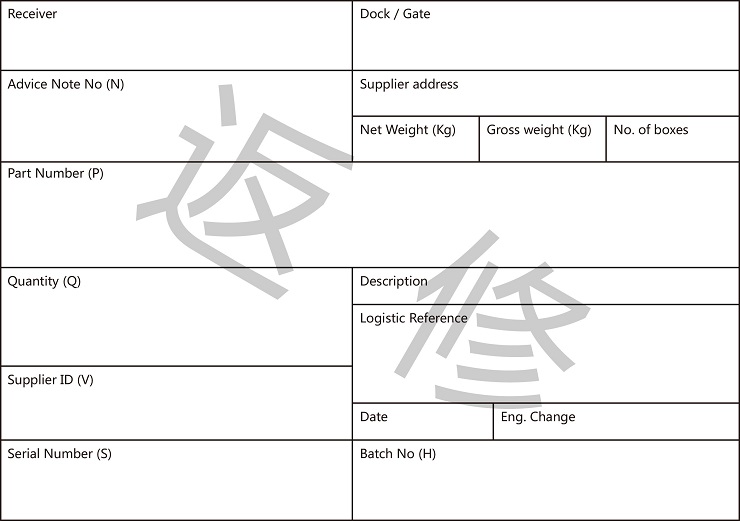 Receiver
Dock / Gate
Advice Note No (N)
Supplier address
Net Weight (Kg)
Gross weight (Kg)
No. of boxes
Part Number (P)
返修
Quantity (Q)
Description
Logistic Reference
Supplier ID (V)
Date
Eng. Change
Serial Number (S)
Batch No (H)